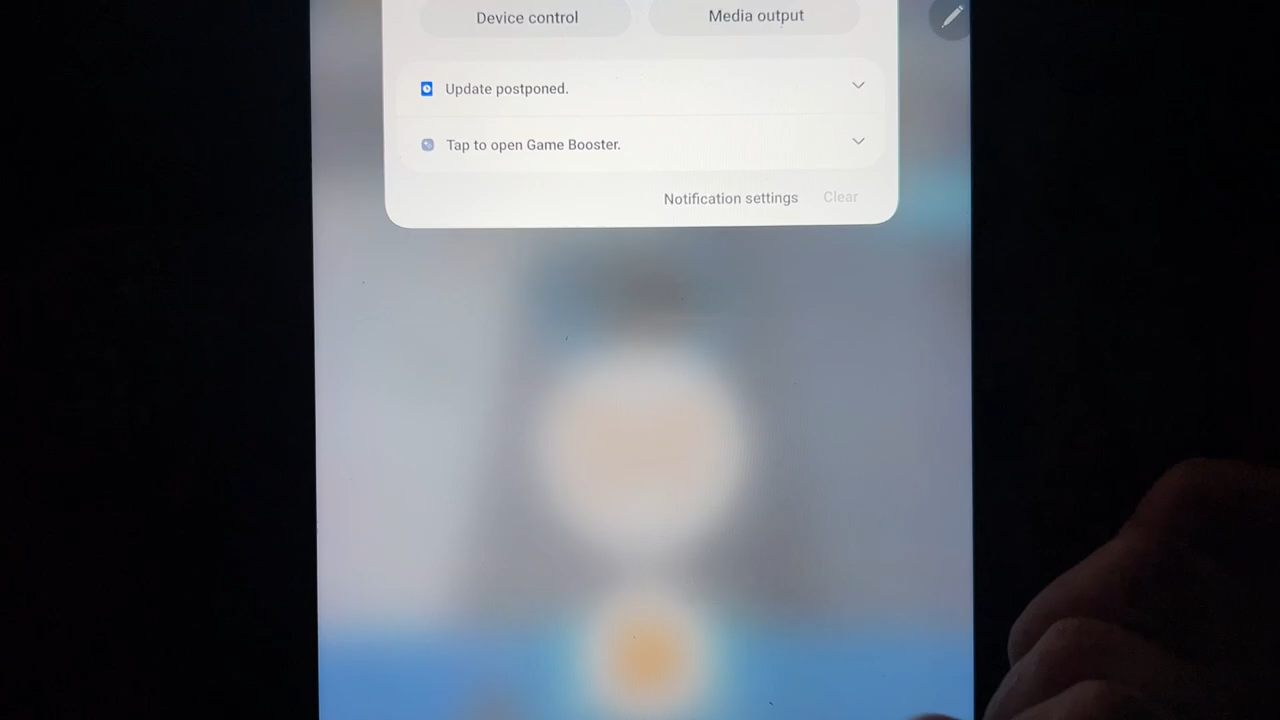 Device control
Media output
Update postponed.
Tap to open Game Booster.
Notification settings
Clear